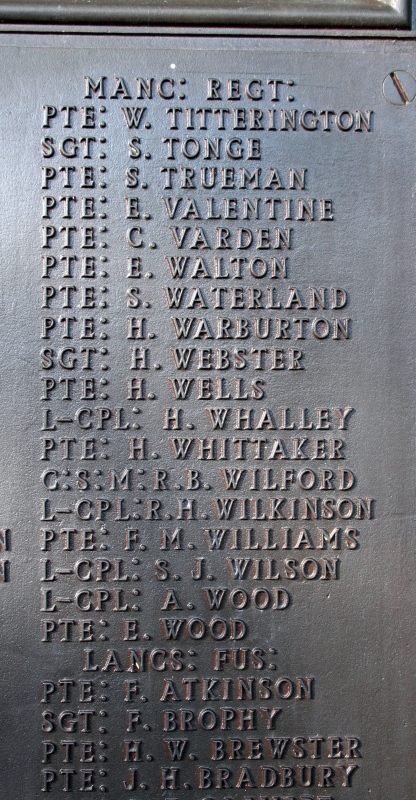 MANC: REGT:
PTE: W. TITTERINGTON
SGT: S. TONGE
PTE: S. TRUEMAN
PTE: E. VALENTINE
PTE: C. VARDEN
PTE: E. WALTON
PTE: S. WATERLAND
PTE: H. WARBURTON
SGT: H. WEBSTER
PTE: H. WELLS
L-CPL: H. WHALLEY
PTE: H. WHITTAKER
C:S:M: R.B. WILFORD
L-CPL: R.H. WILKINSON
PTE: F. M. WILLIAMS
L-CPL: S. J. WILSON
L-CPL: A. WOOD
PTE: E. WOOD
LANCS: FUS:
PTE: F. ATKINSON
SGT: F. BROPHY
PTE: H. W. BREWSTER
PTE: J. H. BRADBURY